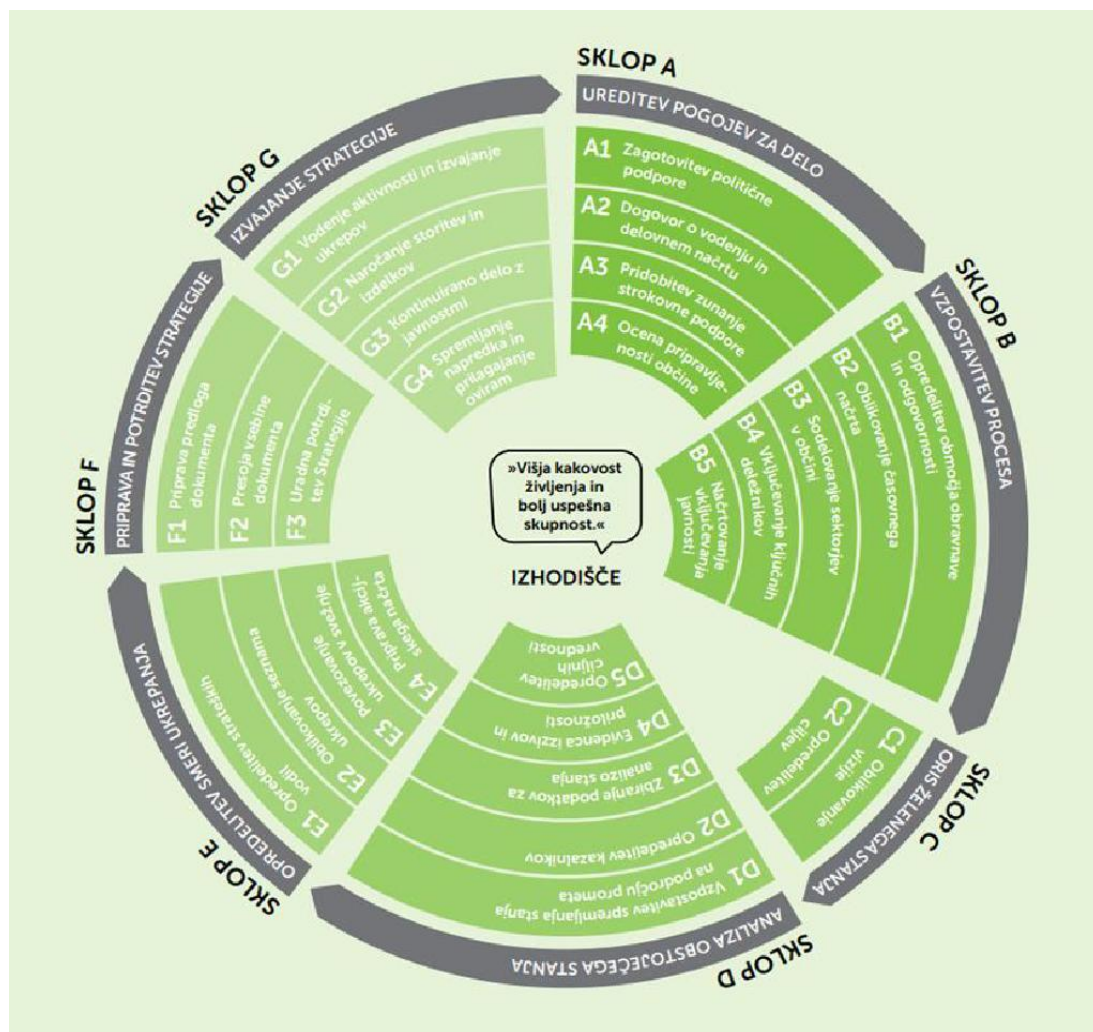 SKLOP A
UREDITEV POGOJEV ZA DELO
A1 Zagotovitev politične
podpore
A2 Dogovor o vodenju in
delovnem načrtu
A3 Pridobitev zunanje
strokovne podpore
A4 Ocena pripravlje-
nosti občine
SKLOP B
VZPOSTAVITEV PROCESA
B1 Opredelitev območja obravnave
in odgovornosti
B2 Oblikovanje časovnega
načrta
B3 Sodelovanje sektorjev
v občini
B4 Vključevanje ključnih
deležnikov
B5 Načrtovanje
vključevanja
javnosti
SKLOP C
ORIS ŽELENEGA STANJA
C1 Oblikovanje
vizije
C2 Opredelitev
ciljev
SKLOP D
ANALIZA OBSTOJEČEGA STANJA
D1 Vzpostavitev spremljanja stanja
na področju prometa
D2 Opredelitev kazalnikov
D3 Zbiranje podatkov za
analizo stanja
D4 Evidenca izzivov in
priložnosti
D5 Opredelitev
ciljnih
vrednosti
SKLOP E
OPREDELITEV SMERI UKREPANJA
E1 Opredelitev strateških
vodil
E2 Oblikovanje seznama
ukrepov
E3 Povezovanje
ukrepov v svežnje
E4 Priprava akcij-
skega načrta
SKLOP F
PRIPRAVA IN POTRDITEV STRATEGIJE
F1 Priprava predloga
dokumenta
F2 Presoja vsebine
dokumenta
F3 Uradna potrdi-
tev Strategije
SKLOP G
IZVAJANJE STRATEGIJE
G1 Vodenje aktivnosti in izvajanje
ukrepov
G2 Naročanje storitev in
izdelkov
G3 Kontinuirano delo z
javnostmi
G4 Spremljanje
napredka in
prilagajanje
oviram
»Višja kakovost
življenja in
bolj uspešna
skupnost.«
IZHODIŠČE